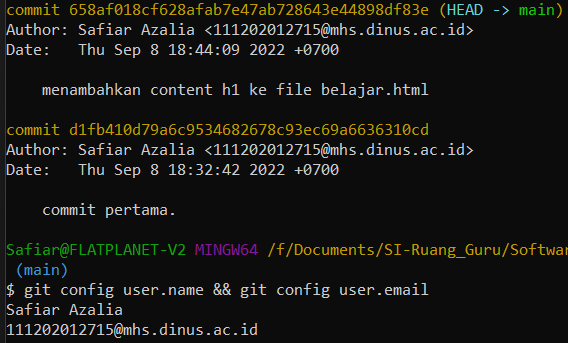 commit 658af018cf628afab7e47ab728643e44898df83e (HEAD -> main)
Author: Safiar Azalia <111202012715@mhs.dinus.ac.id>
Date:   Thu Sep 8 18:44:09 2022 +0700
    menambahkan content h1 ke file belajar.html
commit d1fb410d79a6c9534682678c93ec69a6636310cd
Author: Safiar Azalia <111202012715@mhs.dinus.ac.id>
Date:   Thu Sep 8 18:32:42 2022 +0700
    commit pertama.
Safiar@FLATPLANET-V2 MINGW64 /f/Documents/SI-Ruang_Guru/Softwar
 (main)
$ git config user.name && git config user.email
Safiar Azalia
111202012715@mhs.dinus.ac.id